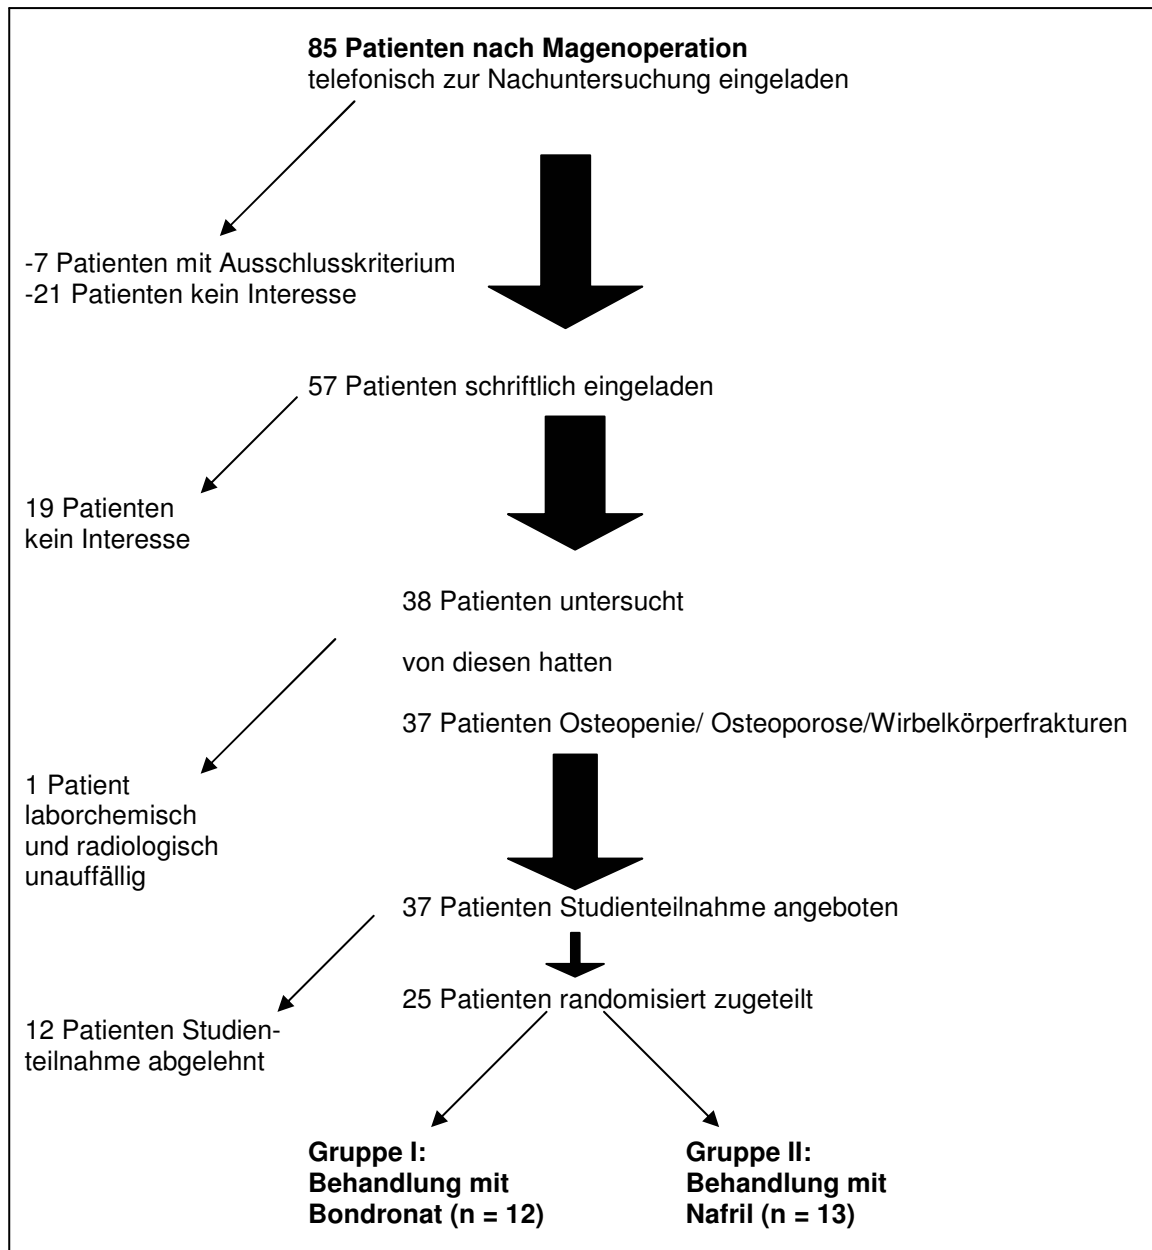 85 Patienten nach Magenoperation
telefonisch zur Nachuntersuchung eingeladen
-7 Patienten mit Ausschlusskriterium
-21 Patienten kein Interesse
57 Patienten schriftlich eingeladen
19 Patienten
kein Interesse
38 Patienten untersucht
von diesen hatten
37 Patienten Osteopenie/ Osteoporose/Wirbelkörperfrakturen
1 Patient
laborchemisch
und radiologisch
unauffällig
37 Patienten Studienteilnahme angeboten
25 Patienten randomisiert zugeteilt
12 Patienten Studien-
teilnahme abgelehnt
Gruppe I:
Behandlung mit
Bondronat (n = 12)
Gruppe II:
Behandlung mit
Nafril (n = 13)